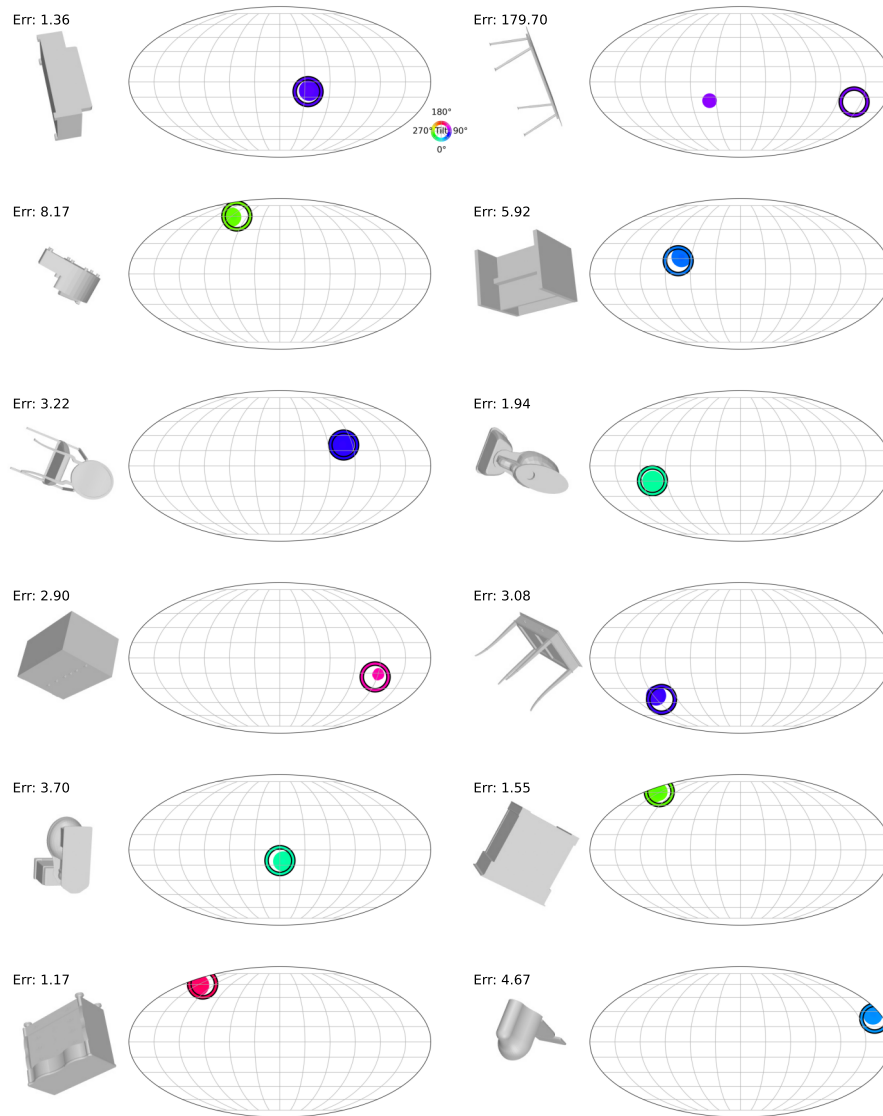 Err: 1.36
Err: 179.70
180°
270° Tilt 90°
0°
Err: 8.17
Err: 5.92
Err: 3.22
Err: 1.94
Err: 2.90
Err: 3.08
Err: 3.70
Err: 1.55
Err: 1.17
Err: 4.67